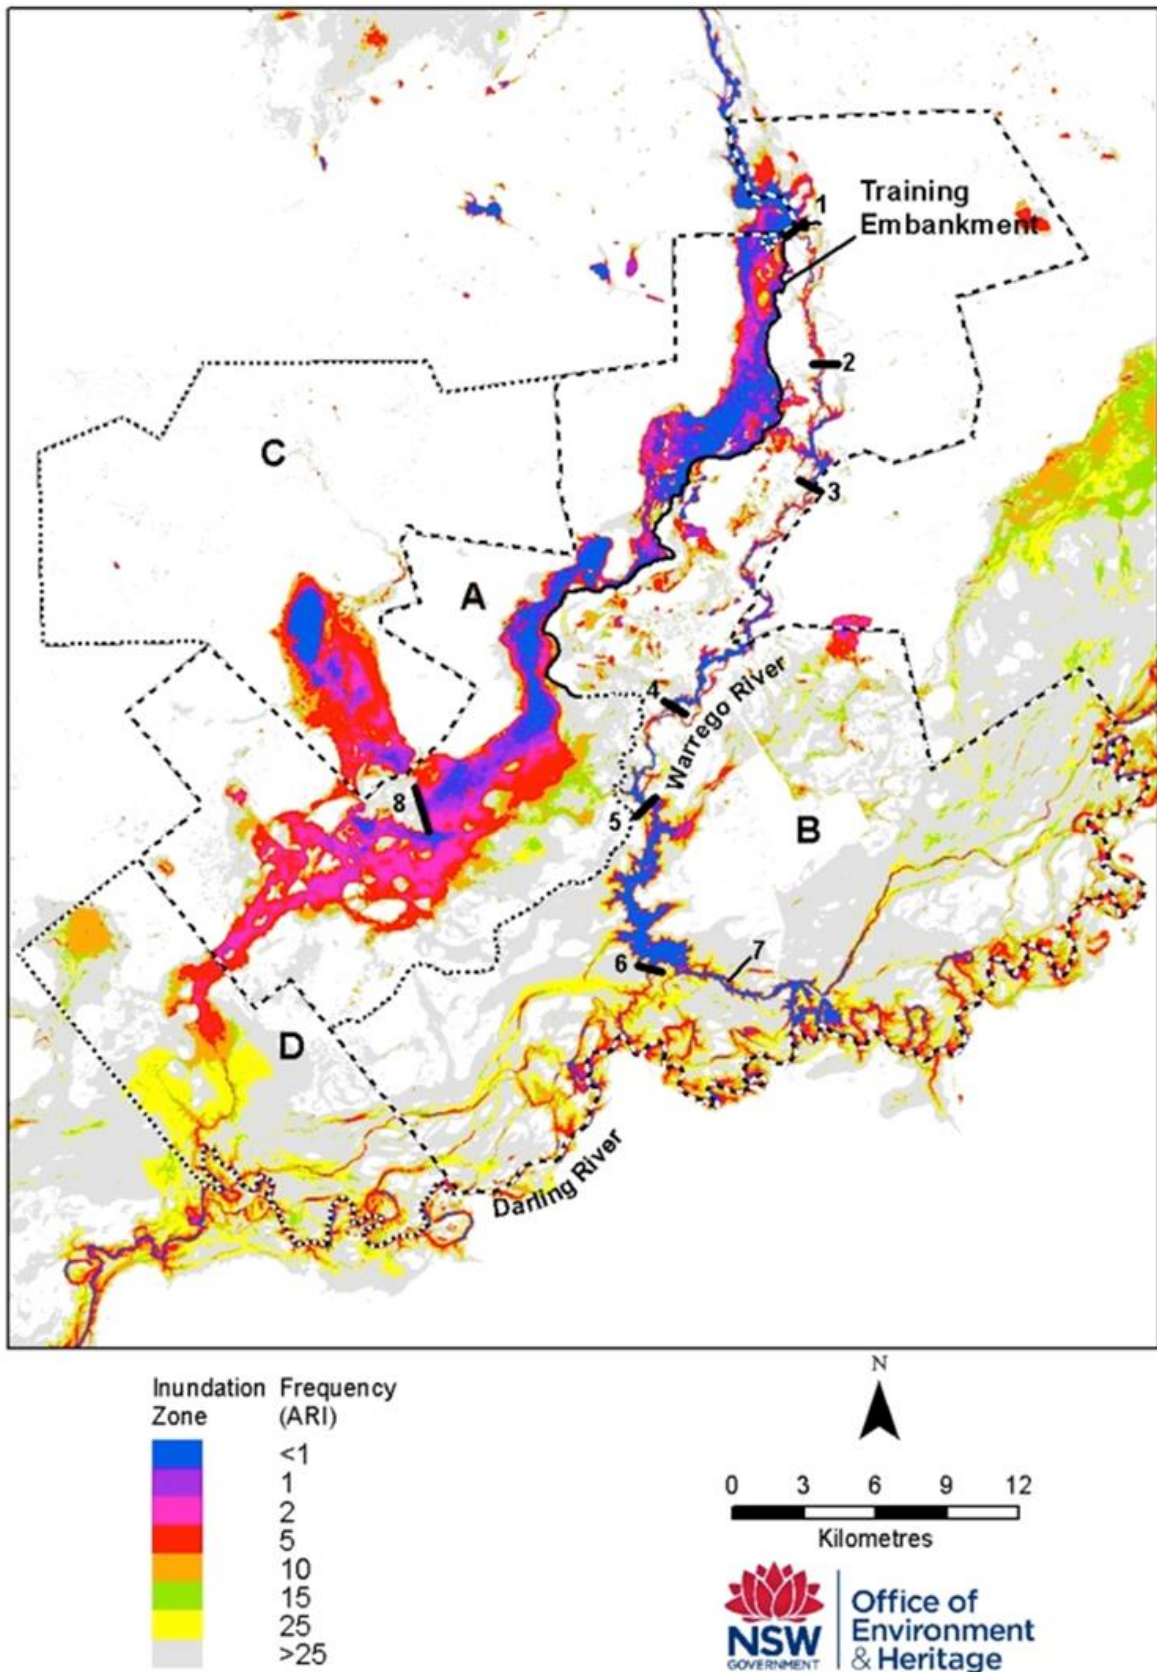 1
Training
Embankment
2
C
3
A
4
Warrego River
8
5
B
6
7
D
Darling River
Inundation Frequency
Zone (ARI)
<1
1
2
5
10
15
25
>25
N
0 3 6 9 12
Kilometres
NSW
GOVERNMENT
Office of
Environment
& Heritage